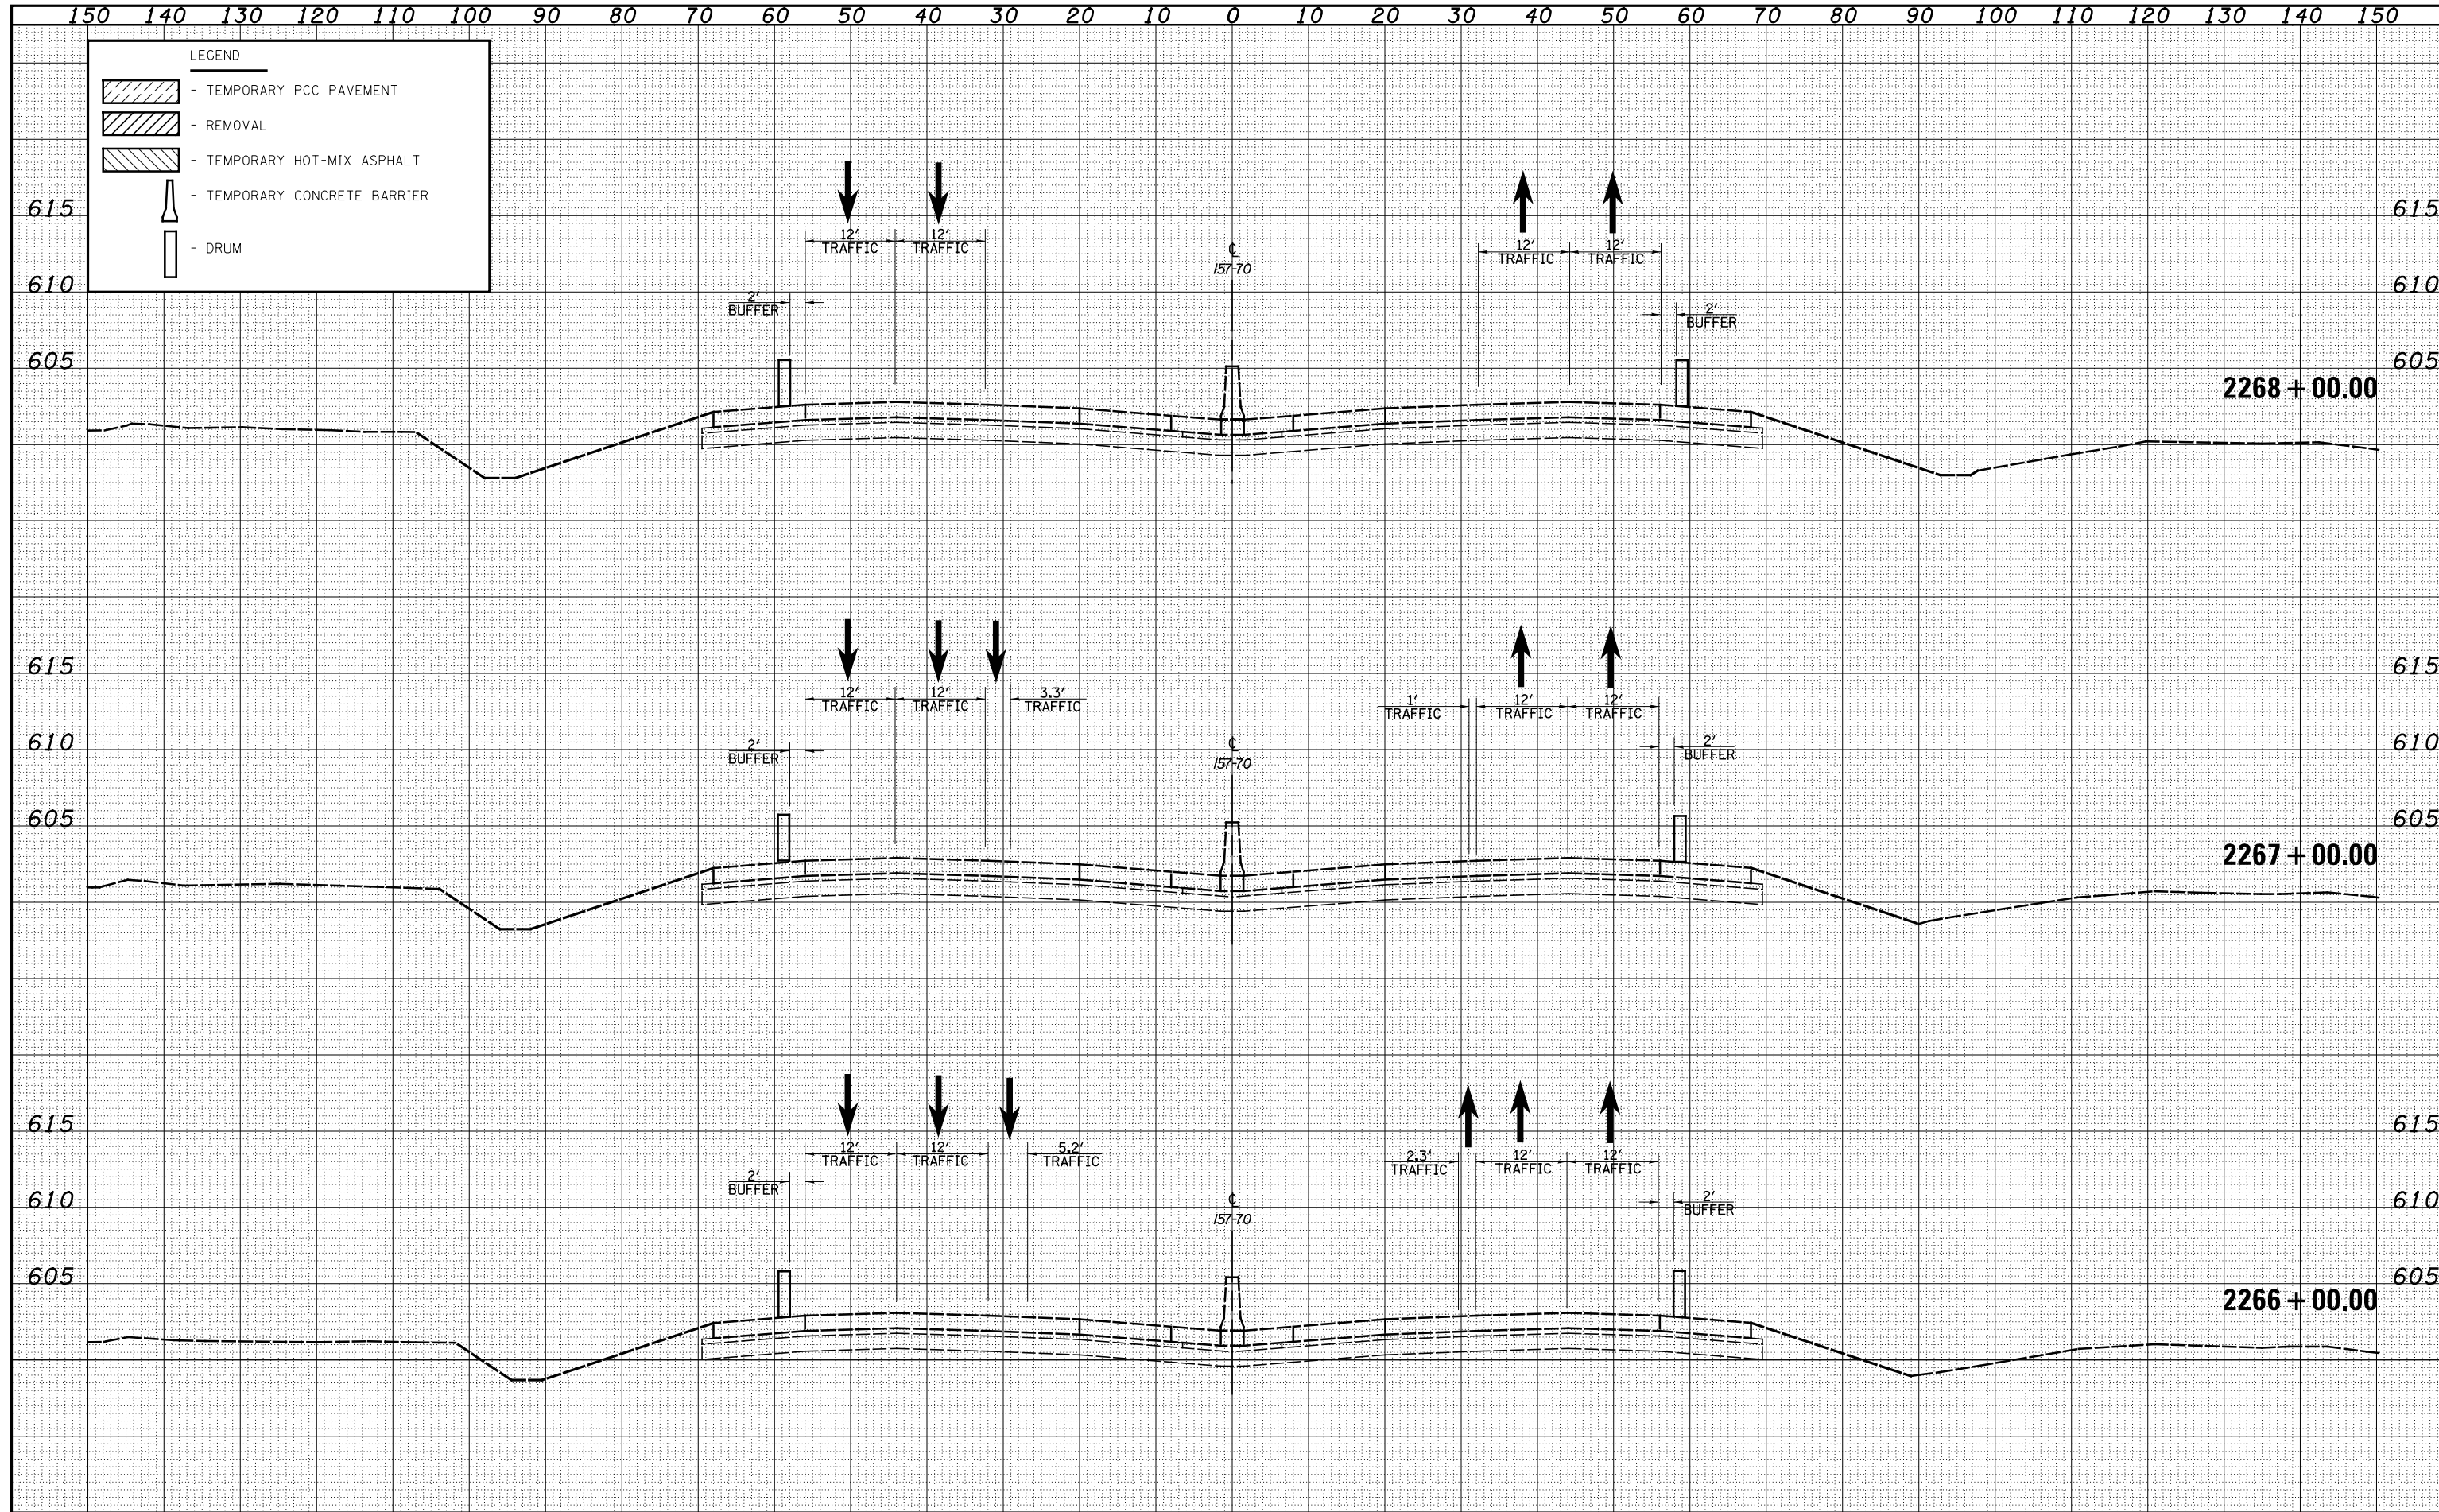 150 140 130 120 110 100 90 80 70 60 50 40 30 20 10 0 10 20 30 40 50 60 70 80 90 100 110 120 130 140 150
LEGEND
- TEMPORARY PCC PAVEMENT
- REMOVAL
- TEMPORARY HOT-MIX ASPHALT
- TEMPORARY CONCRETE BARRIER
- DRUM
615 615
12' 12' 12' 12'
TRAFFIC TRAFFIC TRAFFIC TRAFFIC
℄
157-70
610 610
2' 2'
BUFFER BUFFER
605 605
2268 + 00.00
615 615
12' 12' 3.3' 1' 12' 12'
TRAFFIC TRAFFIC TRAFFIC TRAFFIC TRAFFIC TRAFFIC
610 610
2' ℄ 2'
BUFFER BUFFER
157-70
605 605
2267 + 00.00
615 615
12' 12' 5.2' 2.3' 12' 12'
TRAFFIC TRAFFIC TRAFFIC TRAFFIC TRAFFIC TRAFFIC
2' 2'
BUFFER BUFFER
610 ℄ 610
157-70
605 605
2266 + 00.00